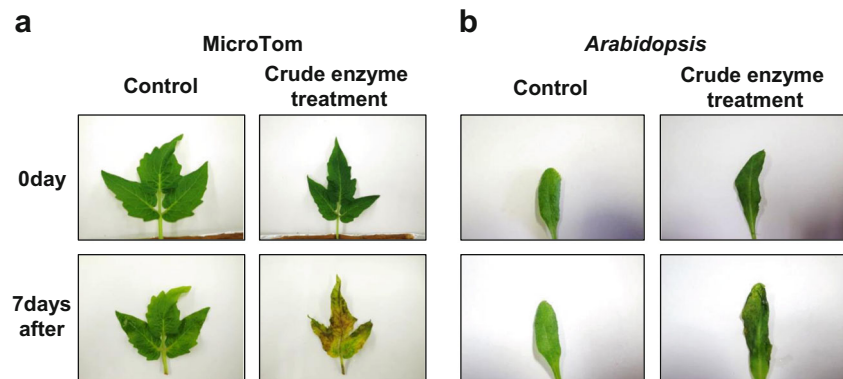 a
b
MicroTom
Arabidopsis
Control
Crude enzyme
treatment
Control
Crude enzyme
treatment
0day
7days
after